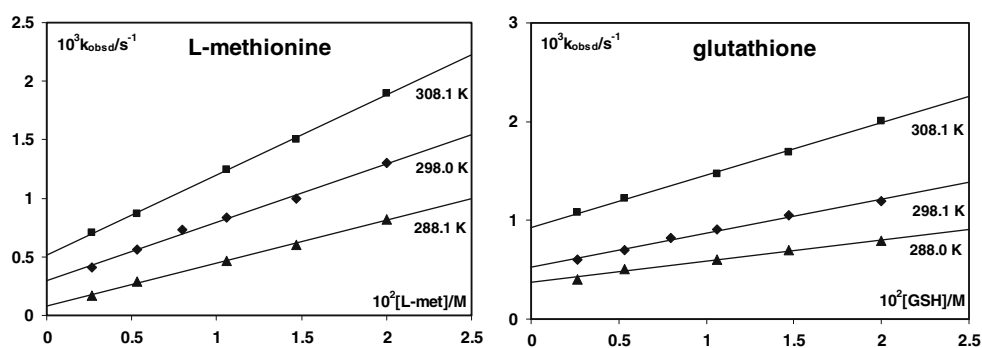 10³kobsd/s⁻¹
L-methionine
2.5
2
1.5
1
0.5
0
308.1 K
298.0 K
288.1 K
10²[L-met]/M
0 0.5 1 1.5 2 2.5
10³kobsd/s⁻¹
glutathione
3
2
1
0
308.1 K
298.1 K
288.0 K
10²[GSH]/M
0 0.5 1 1.5 2 2.5